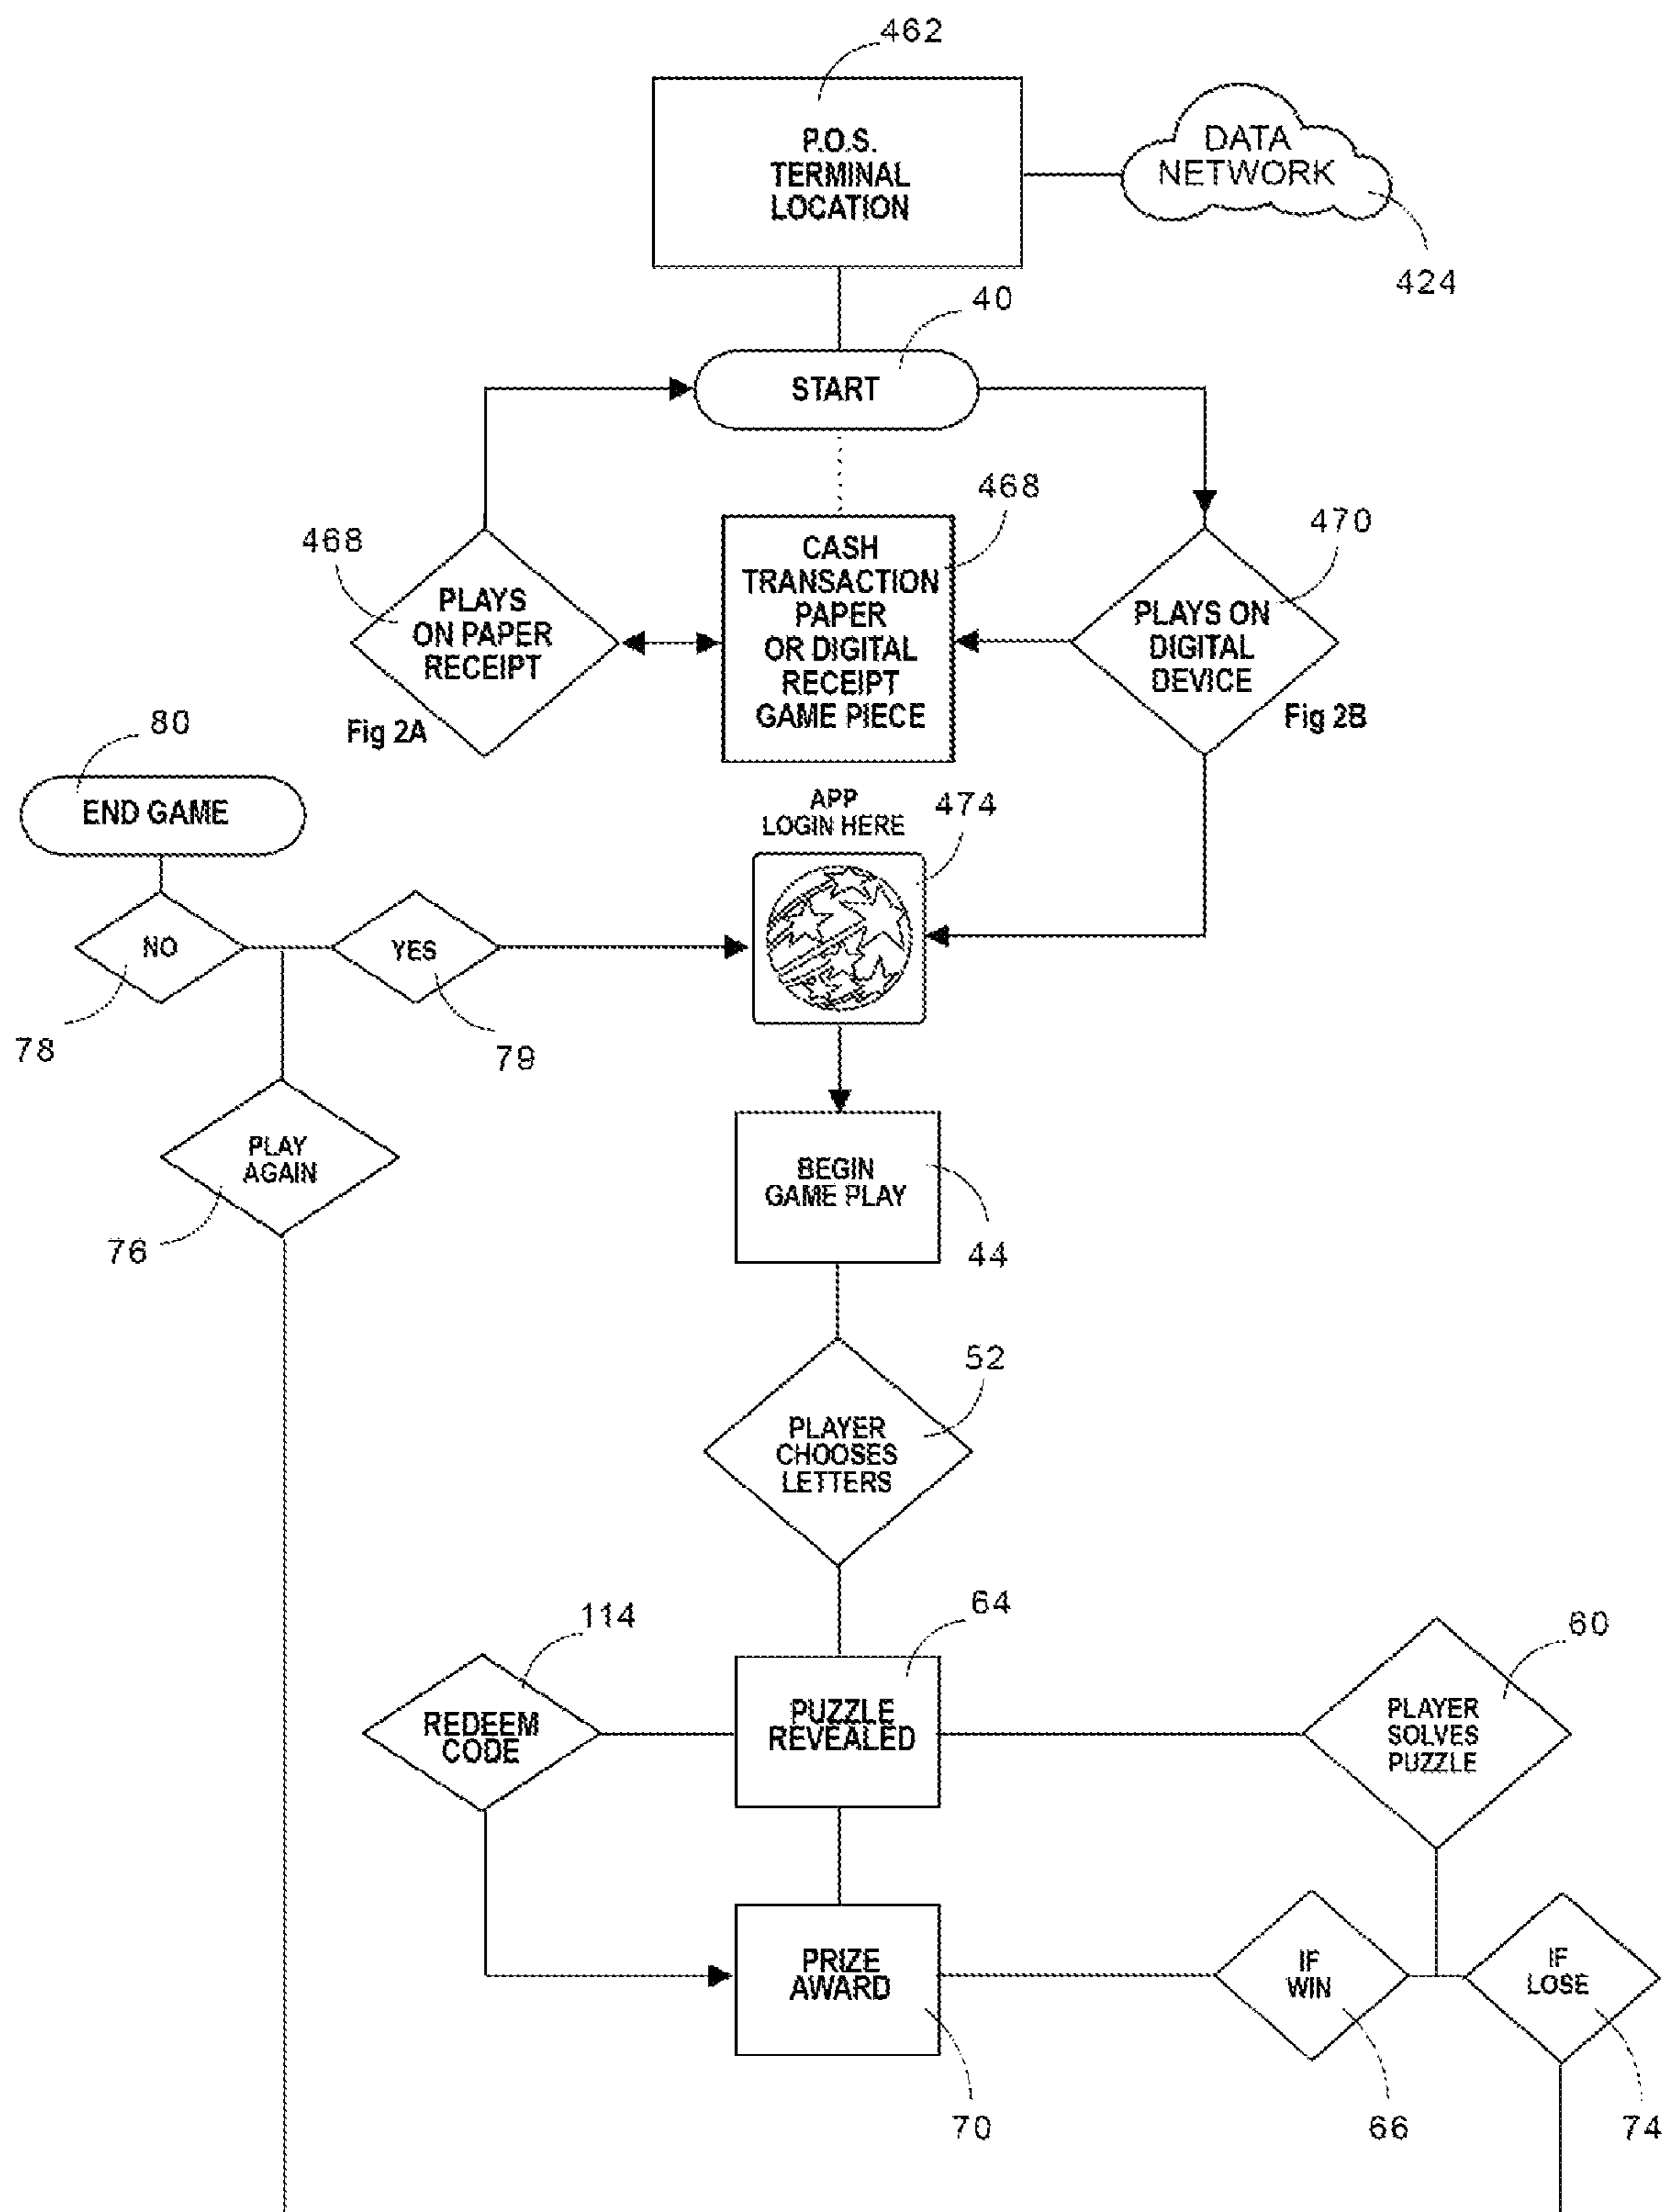 462
P.O.S.
TERMINAL
LOCATION
DATA
NETWORK
424
40
START
468
CASH
TRANSACTION
PAPER
OR DIGITAL
RECEIPT
GAME PIECE
468
PLAYS
ON PAPER
RECEIPT
Fig 2A
470
PLAYS ON
DIGITAL
DEVICE
Fig 2B
80
END GAME
APP
LOGIN HERE
474
NO
YES
78
79
PLAY
AGAIN
76
BEGIN
GAME PLAY
44
52
PLAYER
CHOOSES
LETTERS
114
REDEEM
CODE
64
PUZZLE
REVEALED
60
PLAYER
SOLVES
PUZZLE
PRIZE
AWARD
70
IF
WIN
66
IF
LOSE
74